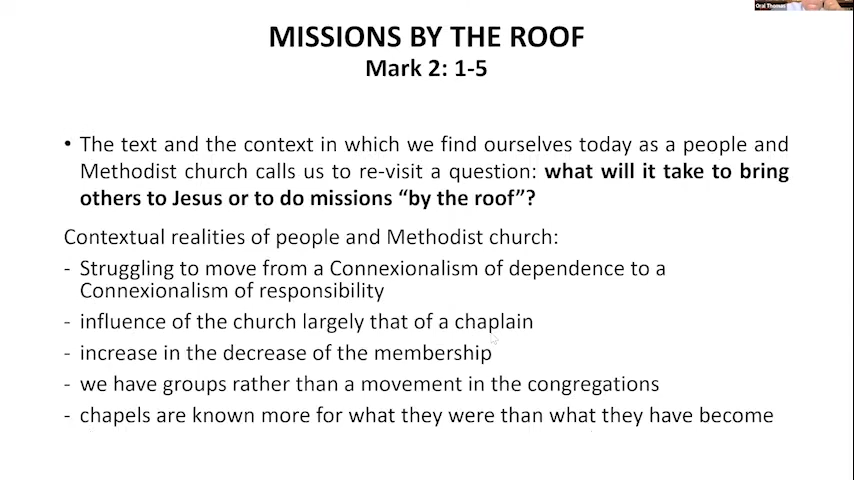 Oral Thomas
MISSIONS BY THE ROOF
Mark 2: 1-5
• The text and the context in which we find ourselves today as a people and
Methodist church calls us to re-visit a question: what will it take to bring
others to Jesus or to do missions “by the roof”?
Contextual realities of people and Methodist church:
- Struggling to move from a Connexionalism of dependence to a
Connexionalism of responsibility
- influence of the church largely that of a chaplain
- increase in the decrease of the membership
- we have groups rather than a movement in the congregations
- chapels are known more for what they were than what they have become